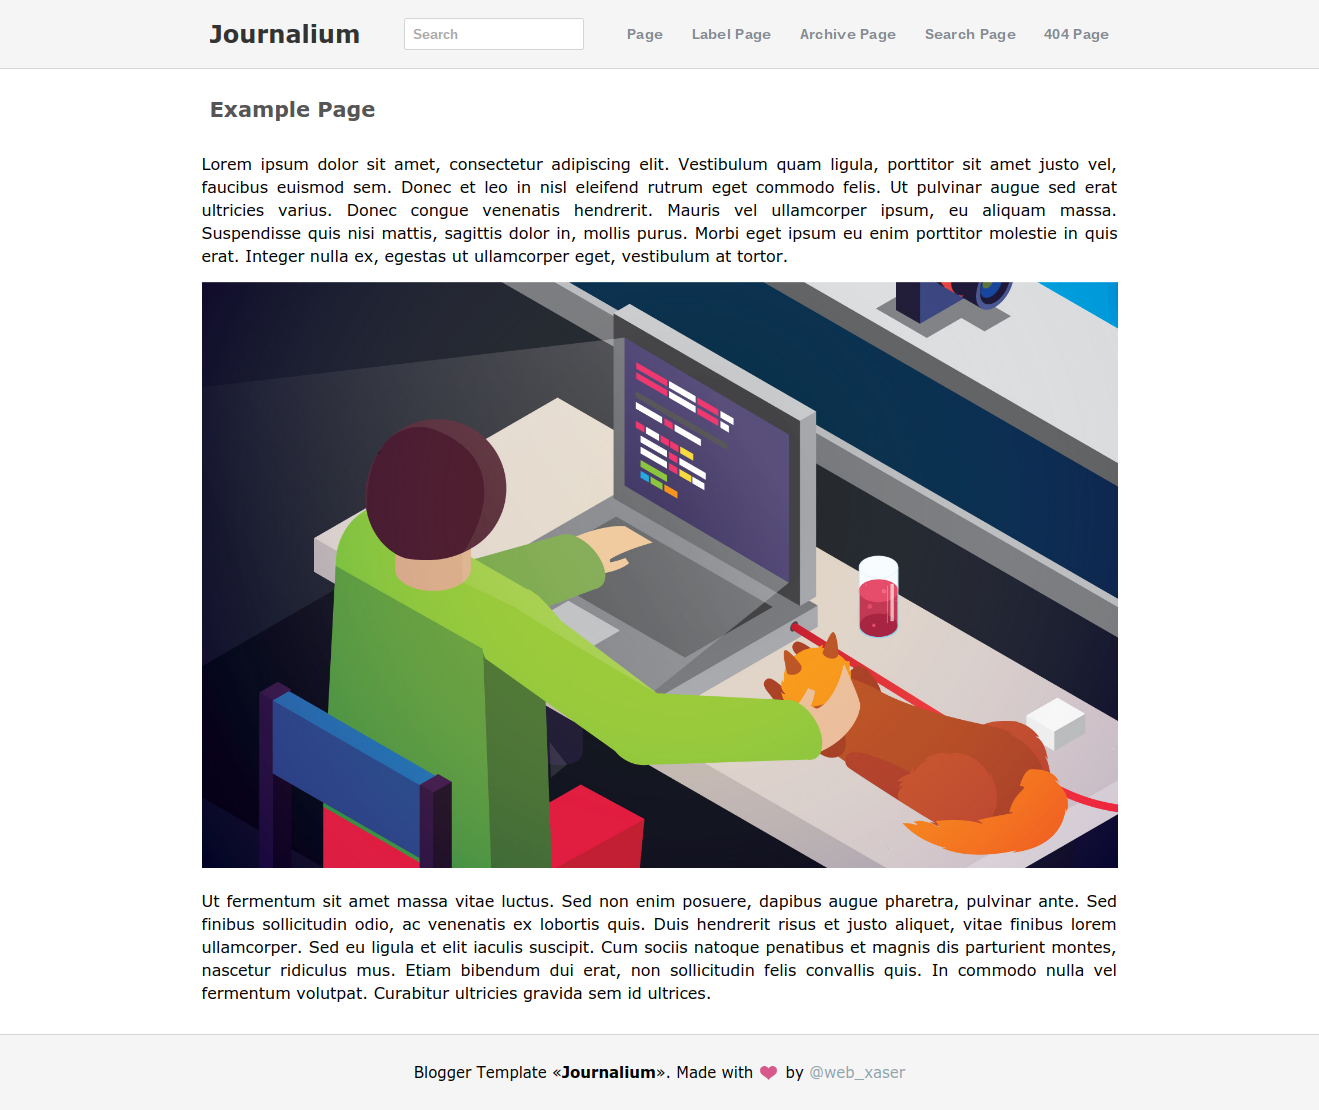 Journalium
Search
Page
Label Page
Archive Page
Search Page
404 Page
Example Page
Lorem ipsum dolor sit amet, consectetur adipiscing elit. Vestibulum quam ligula, porttitor sit amet justo vel,
faucibus euismod sem. Donec et leo in nisl eleifend rutrum eget commodo felis. Ut pulvinar augue sed erat
ultricies varius. Donec congue venenatis hendrerit. Mauris vel ullamcorper ipsum, eu aliquam massa.
Suspendisse quis nisi mattis, sagittis dolor in, mollis purus. Morbi eget ipsum eu enim porttitor molestie in quis
erat. Integer nulla ex, egestas ut ullamcorper eget, vestibulum at tortor.
Ut fermentum sit amet massa vitae luctus. Sed non enim posuere, dapibus augue pharetra, pulvinar ante. Sed
finibus sollicitudin odio, ac venenatis ex lobortis quis. Duis hendrerit risus et justo aliquet, vitae finibus lorem
ullamcorper. Sed eu ligula et elit iaculis suscipit. Cum sociis natoque penatibus et magnis dis parturient montes,
nascetur ridiculus mus. Etiam bibendum dui erat, non sollicitudin felis convallis quis. In commodo nulla vel
fermentum volutpat. Curabitur ultricies gravida sem id ultrices.
Blogger Template «Journalium». Made with ❤ by @web_xaser